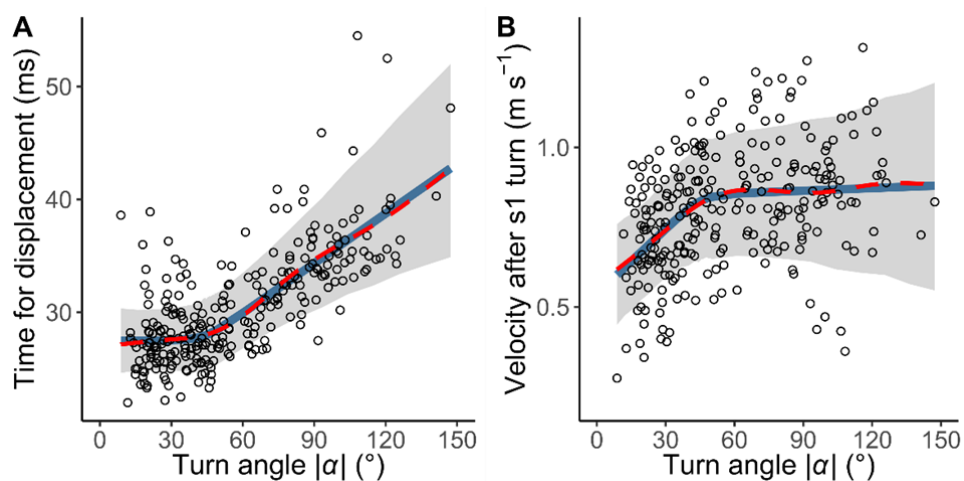 A
Time for displacement (ms)
50
40
30
0 30 60 90 120 150
Turn angle |α| (°)
B
Velocity after s1 turn (m s⁻¹)
1.0
0.5
0 30 60 90 120 150
Turn angle |α| (°)